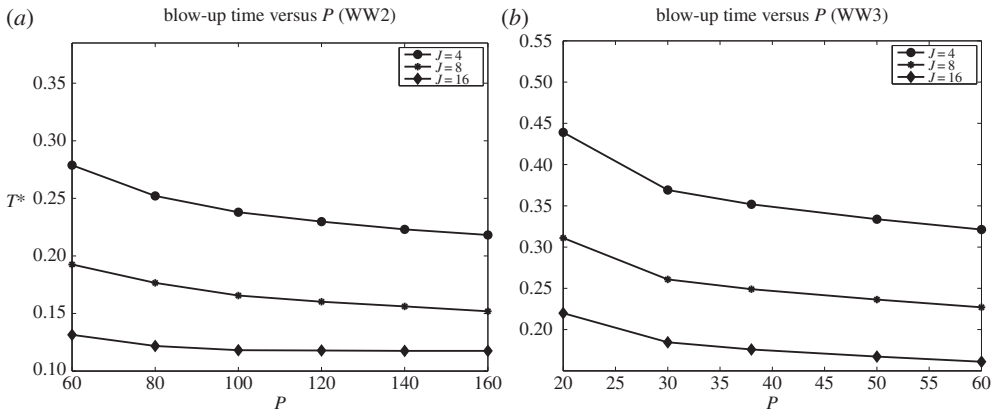 (a)
blow-up time versus P (WW2)
J = 4
J = 8
J = 16
0.35
0.30
0.25
0.20
0.15
0.10
T*
60
80
100
120
140
160
P
(b)
blow-up time versus P (WW3)
J = 4
J = 8
J = 16
0.55
0.50
0.45
0.40
0.35
0.30
0.25
0.20
20
25
30
35
40
45
50
55
60
P